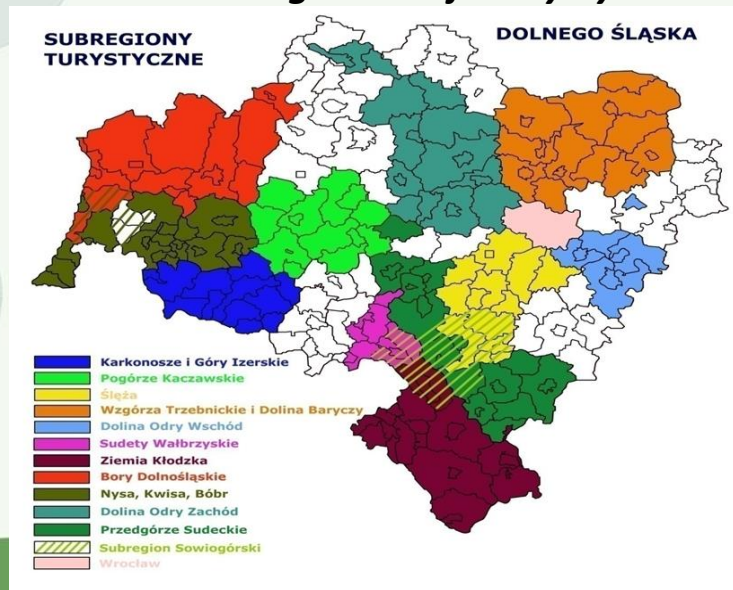 SUBREGIONY
TURYSTYCZNE
DOLNEGO ŚLĄSKA
Karkonosze i Góry Izerskie
Pogórze Kaczawskie
Ślęża
Wzgórza Trzebnickie i Dolina Baryczy
Dolina Odry Wschód
Sudety Wałbrzyskie
Ziemia Kłodzka
Bory Dolnośląskie
Nysa, Kwisa, Bóbr
Dolina Odry Zachód
Przedgórze Sudeckie
Subregion Sowiogórski
Wrocław